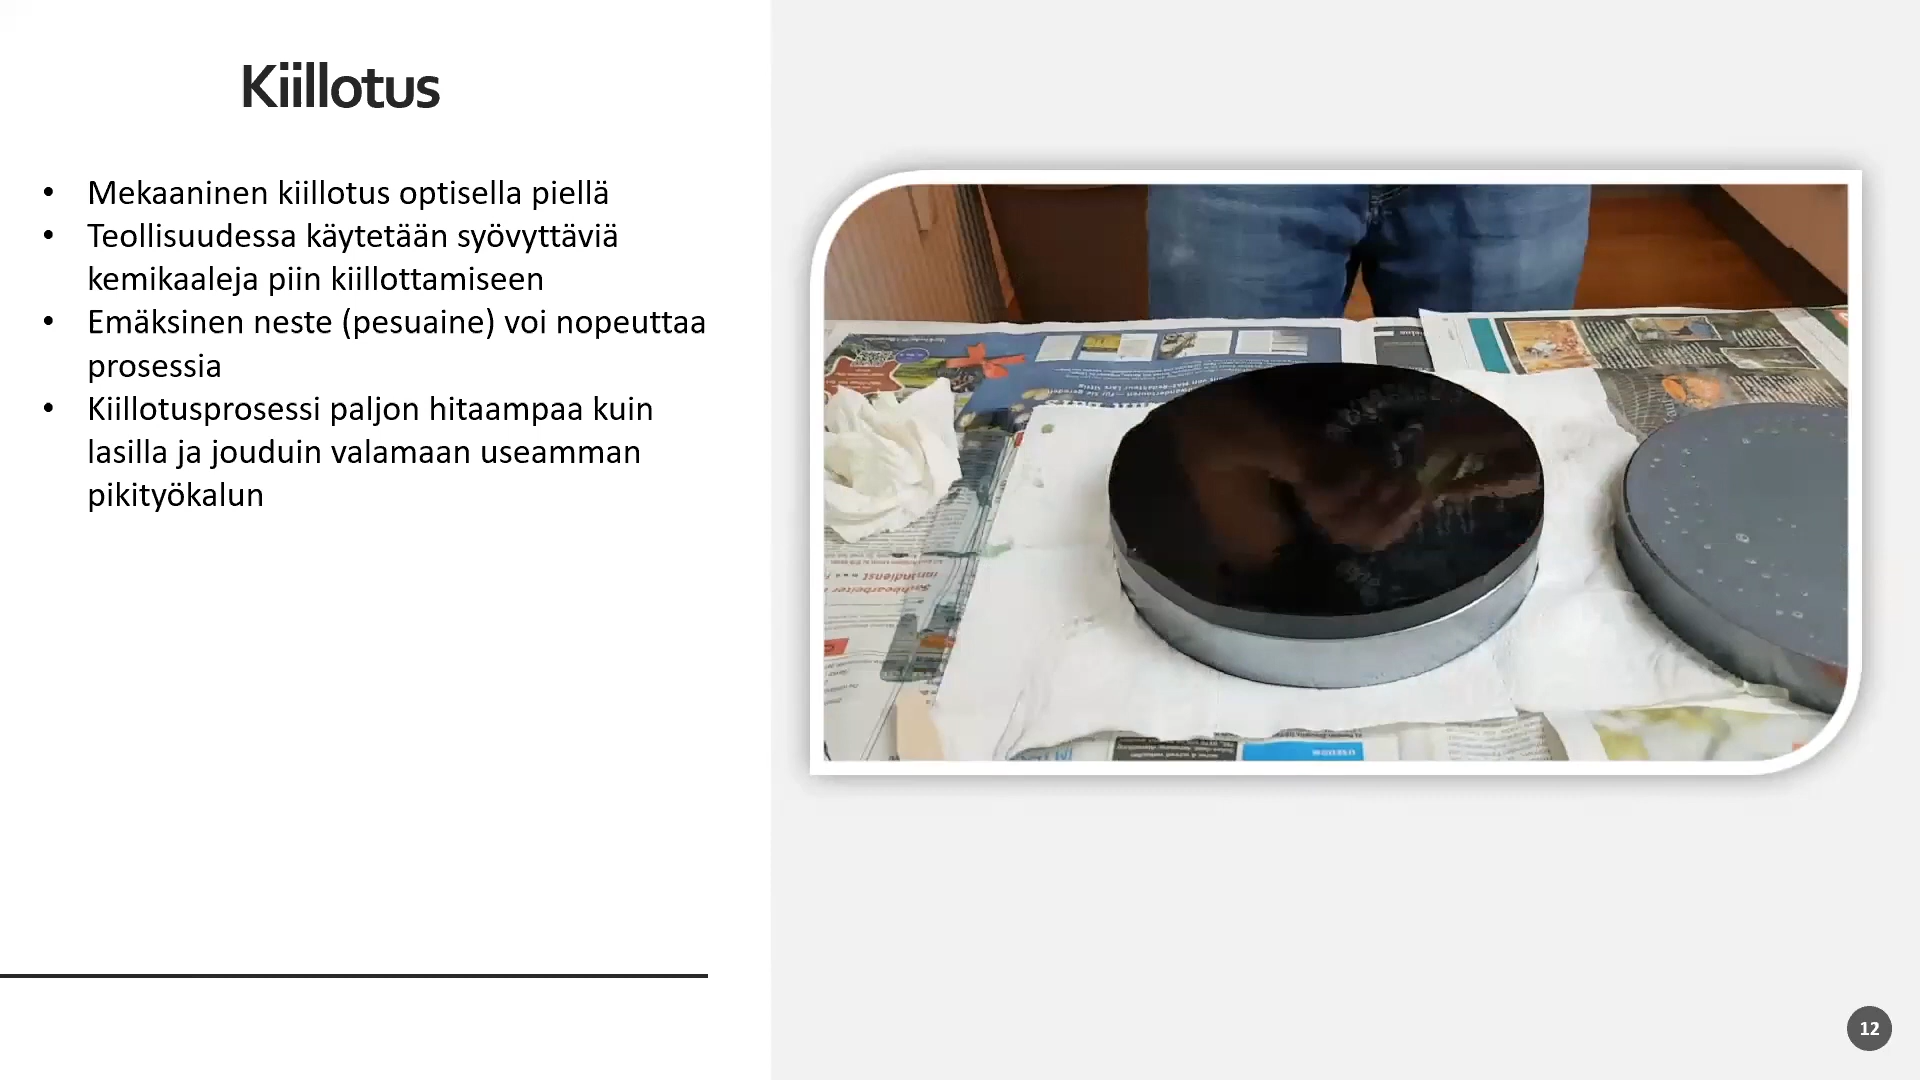 Kiillotus
• Mekaaninen kiillotus optisella piellä
• Teollisuudessa käytetään syövyttäviä
kemikaaleja piin kiillottamiseen
• Emäksinen neste (pesuaine) voi nopeuttaa
prosessia
• Kiillotusprosessi paljon hitaampaa kuin
lasilla ja jouduin valamaan useamman
pikityökalun
12